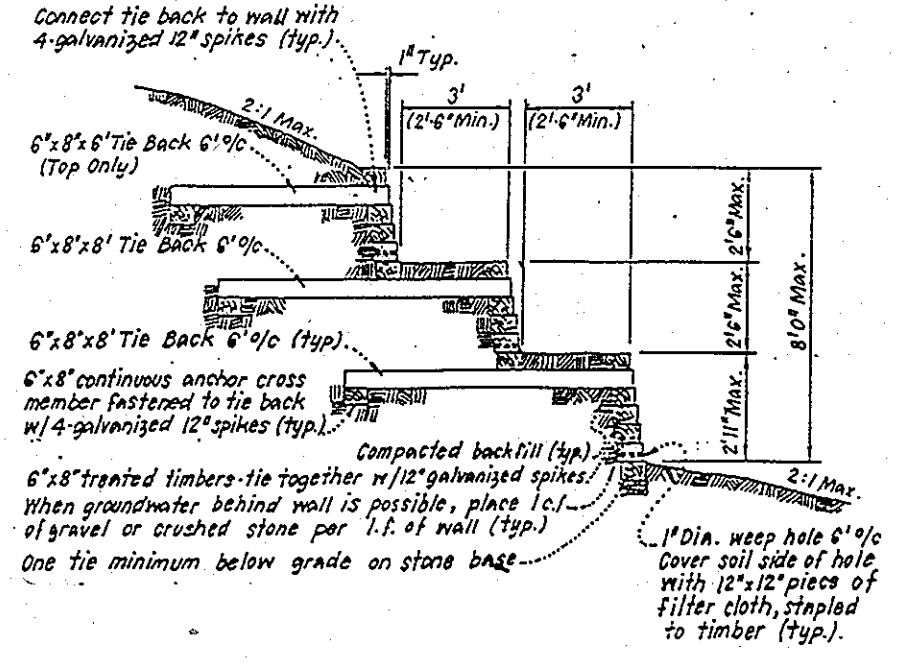 Connect tie back to wall with
4-galvanized 12" spikes (typ.)
1" Typ.
3'
(2'-6" Min.)
3'
(2'-6" Min.)
2:1 Max.
6"x8"x6' Tie Back 6' o/c
(Top Only)
2'6" Max.
6"x8"x8' Tie Back 6' o/c
2'6" Max.
8'0" Max.
6"x8"x8' Tie Back 6' o/c (typ.)
6"x8" continuous anchor cross
member fastened to tie back
w/4-galvanized 12" spikes (typ.)
2'11" Max.
Compacted backfill (typ.)
6"x8" treated timbers-tie together w/12" galvanized spikes.
When groundwater behind wall is possible, place 1 c.f.
of gravel or crushed stone per l.f. of wall (typ.)
One tie minimum below grade on stone base
2:1 Max.
1" Dia. weep hole 6' o/c
Cover soil side of hole
with 12"x12" piece of
filter cloth, stapled
to timber (typ.).